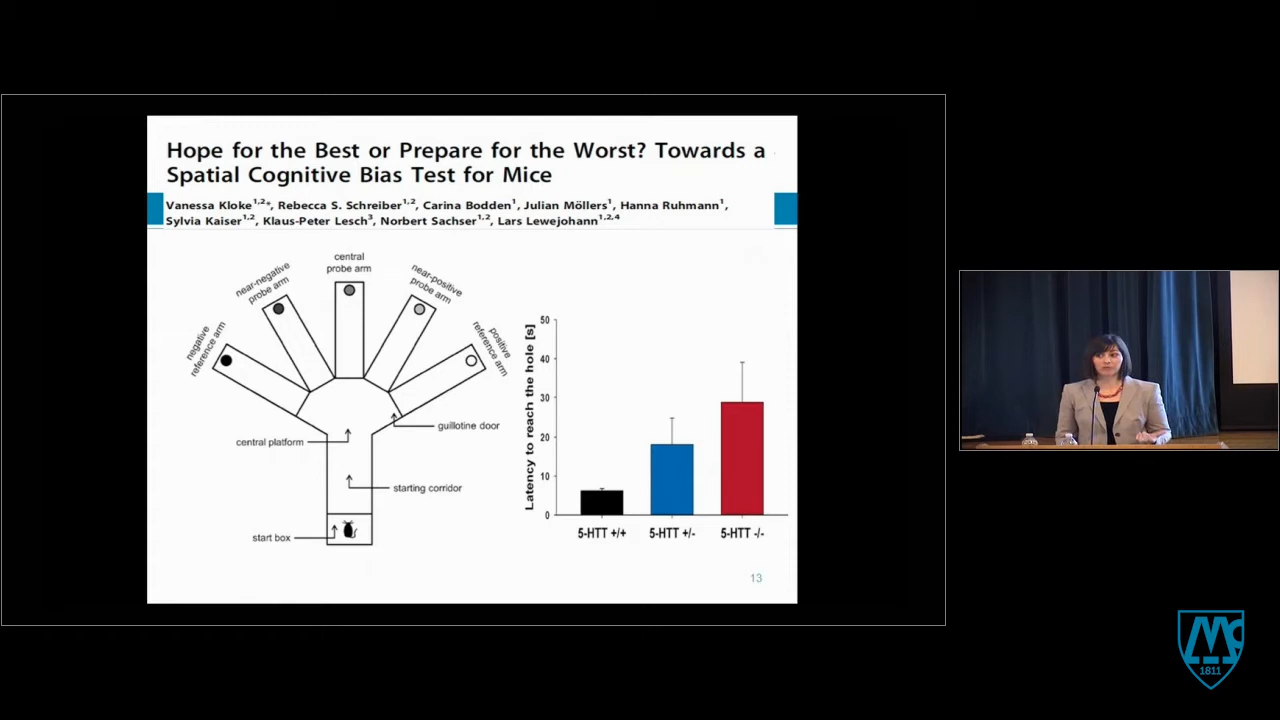 Hope for the Best or Prepare for the Worst? Towards a
Spatial Cognitive Bias Test for Mice
Vanessa Kloke1,2*, Rebecca S. Schreiber1,2, Carina Bodden1, Julian Möllers1, Hanna Ruhmann1,
Sylvia Kaiser1,2, Klaus-Peter Lesch3, Norbert Sachser1,2, Lars Lewejohann1,2,4
negative
reference arm
near-negative
probe arm
central
probe arm
near-positive
probe arm
positive
reference arm
guillotine door
central platform
starting corridor
start box
Latency to reach the hole [s]
50
40
30
20
10
0
5-HTT +/+
5-HTT +/-
5-HTT -/-
13
Mc
1811